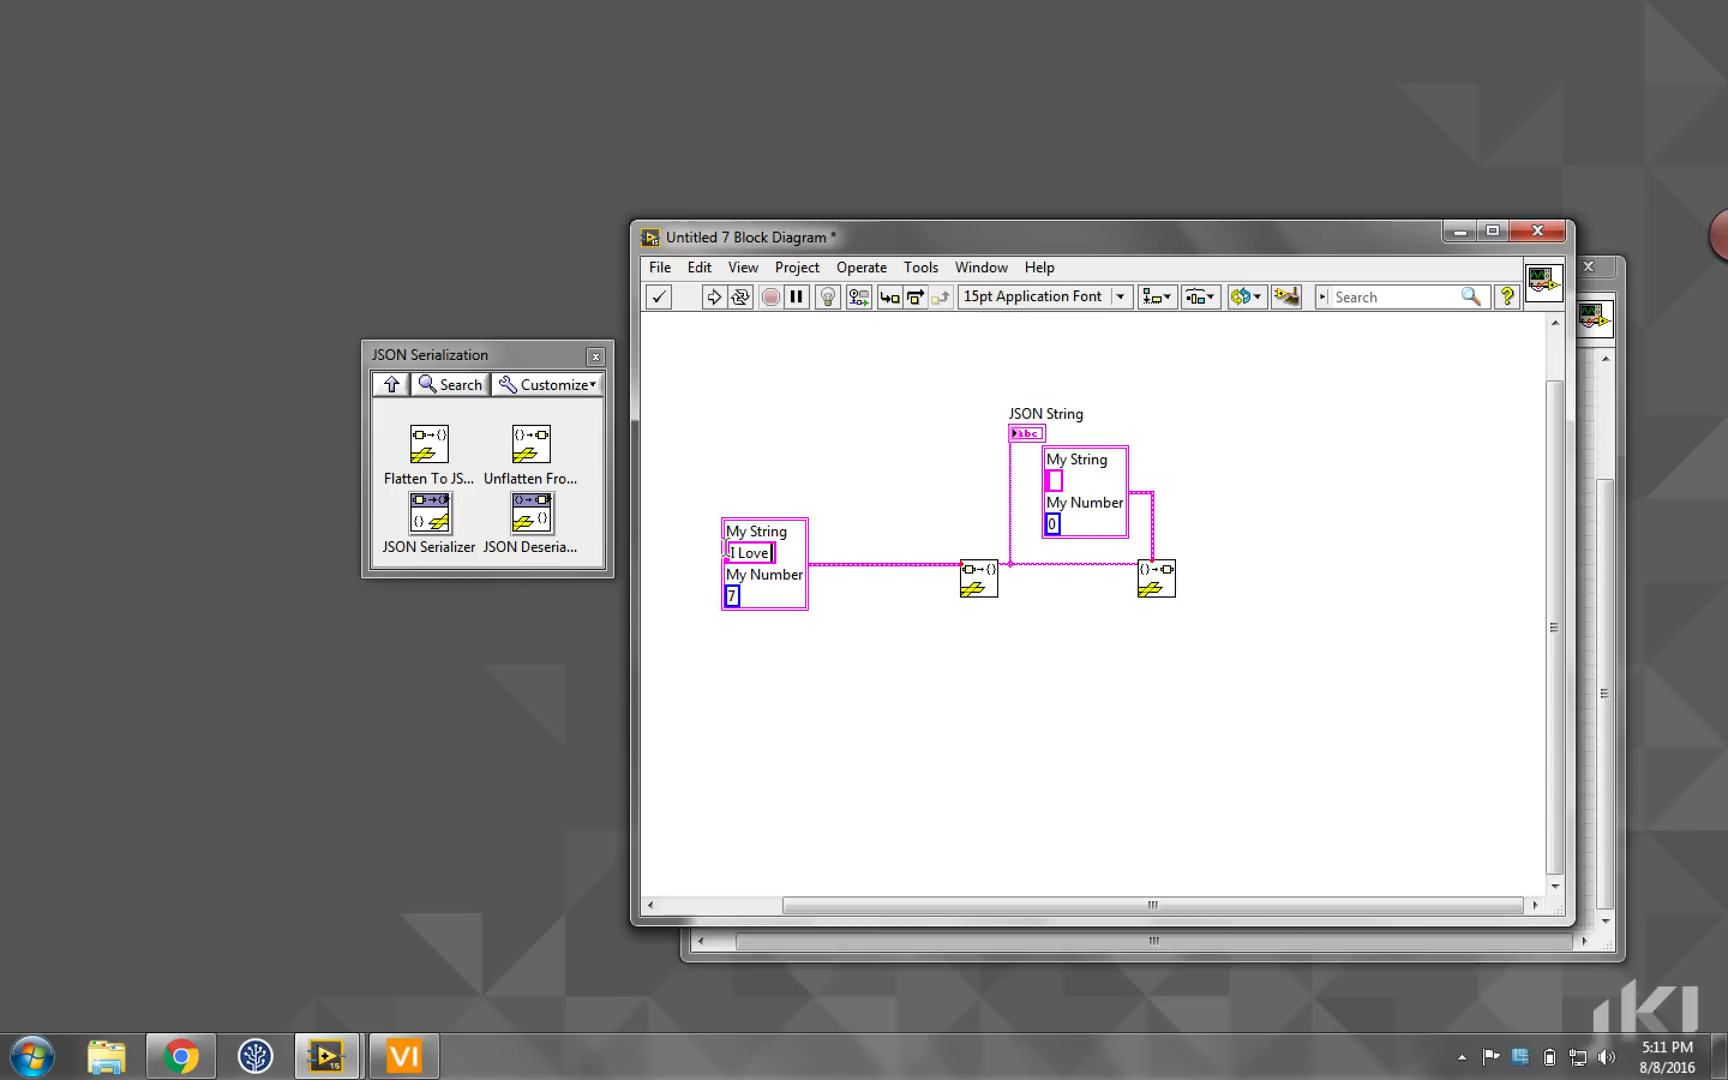 Untitled 7 Block Diagram *
File Edit View Project Operate Tools Window Help
15pt Application Font
Search
?
JSON Serialization
Search Customize
Flatten To JS... Unflatten Fro...
JSON Serializer JSON Deseria...
JSON String
abc
My String
My Number
0
My String
I Love
My Number
7
KI
15
VI
5:11 PM
8/8/2016